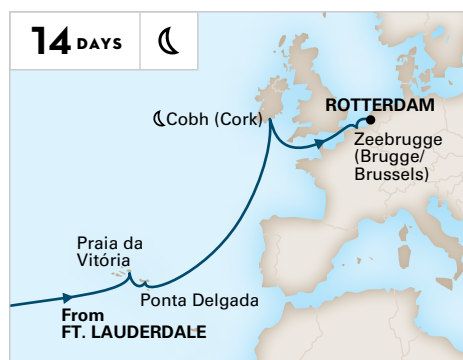 14 DAYS
ROTTERDAM
Cobh (Cork)
Zeebrugge
(Brugge/
Brussels)
Praia da
Vitória
Ponta Delgada
From
FT. LAUDERDALE